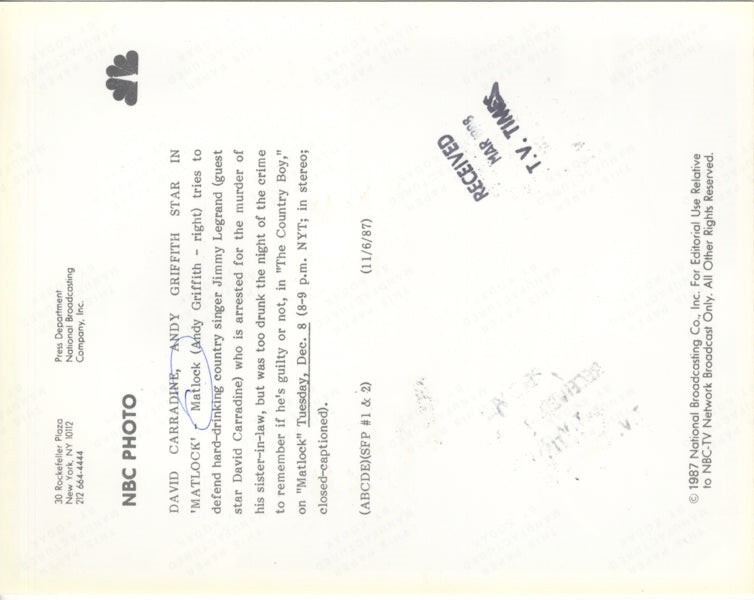 30 Rockefeller Plaza
New York, NY 10112
212 664-4444
Press Department
National Broadcasting
Company, Inc.
NBC PHOTO
DAVID CARRADINE, ANDY GRIFFITH STAR IN
'MATLOCK' - Matlock (Andy Griffith - right) tries to
defend hard-drinking country singer Jimmy Legrand (guest
star David Carradine) who is arrested for the murder of
his sister-in-law, but was too drunk the night of the crime
to remember if he's guilty or not, in "The Country Boy,"
on "Matlock" Tuesday, Dec. 8 (8-9 p.m. NYT; in stereo;
closed-captioned).
(ABCDE)(SFP #1 & 2) (11/6/87)
RECEIVED
MAR 1988
T.V. TIMES
RECEIVED
© 1987 National Broadcasting Co., Inc. For Editorial Use Relative
to NBC-TV Network Broadcast Only. All Other Rights Reserved.